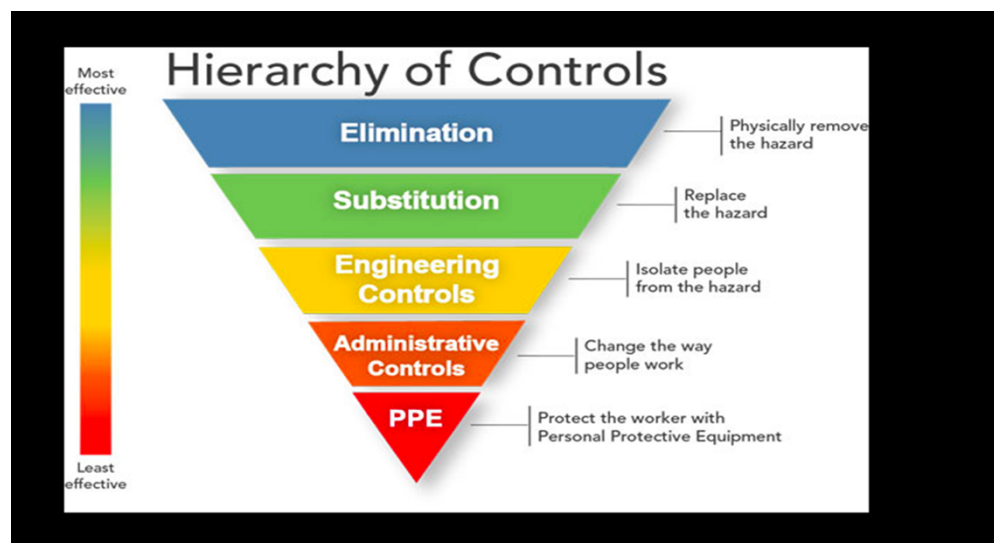 Hierarchy of Controls
Most
effective
Elimination
Physically remove
the hazard
Substitution
Replace
the hazard
Engineering
Controls
Isolate people
from the hazard
Administrative
Controls
Change the way
people work
PPE
Protect the worker with
Personal Protective Equipment
Least
effective